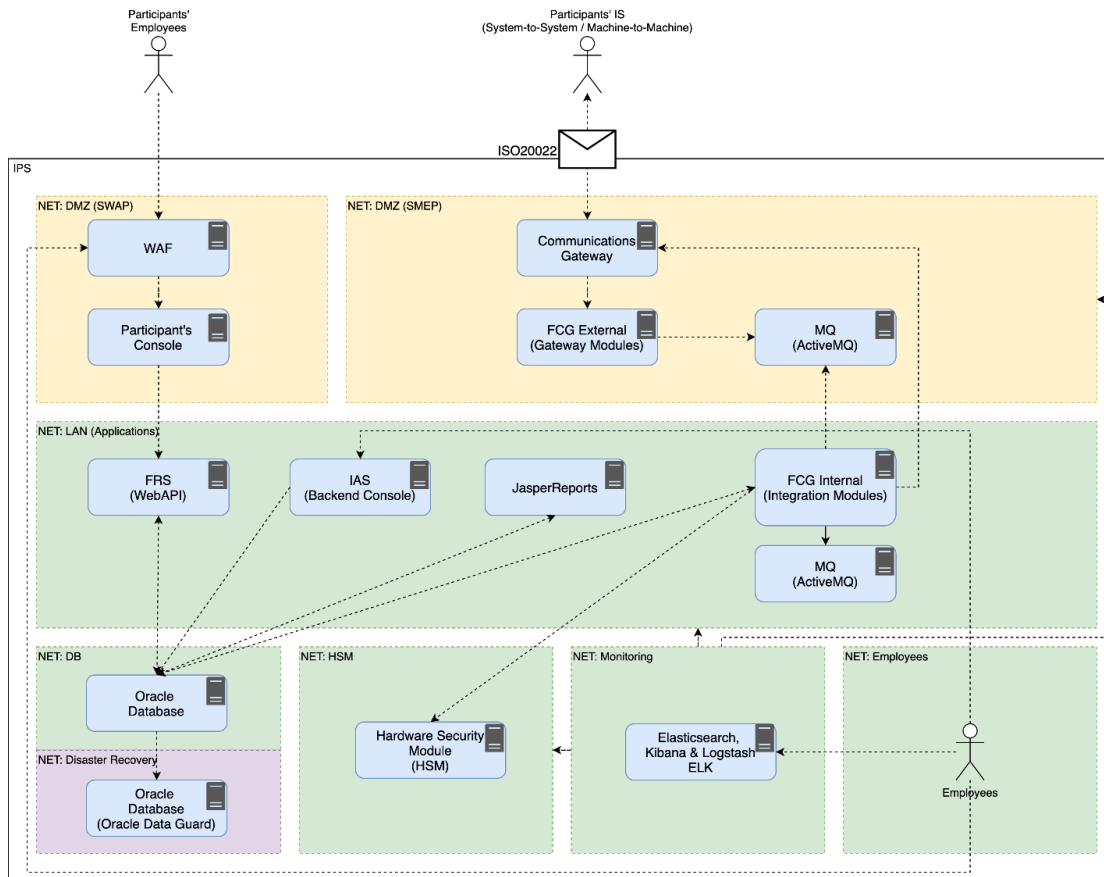 Participants'
Employees
Participants' IS
(System-to-System / Machine-to-Machine)
ISO20022
IPS
NET: DMZ (SWAP)
NET: DMZ (SMEP)
WAF
Communications
Gateway
Participant's
Console
FCG External
(Gateway Modules)
MQ
(ActiveMQ)
NET: LAN (Applications)
FRS
(WebAPI)
IAS
(Backend Console)
JasperReports
FCG Internal
(Integration Modules)
MQ
(ActiveMQ)
NET: DB
NET: HSM
NET: Monitoring
NET: Employees
Oracle
Database
Hardware Security
Module
(HSM)
Elasticsearch,
Kibana & Logstash
ELK
NET: Disaster Recovery
Oracle
Database
(Oracle Data Guard)
Employees